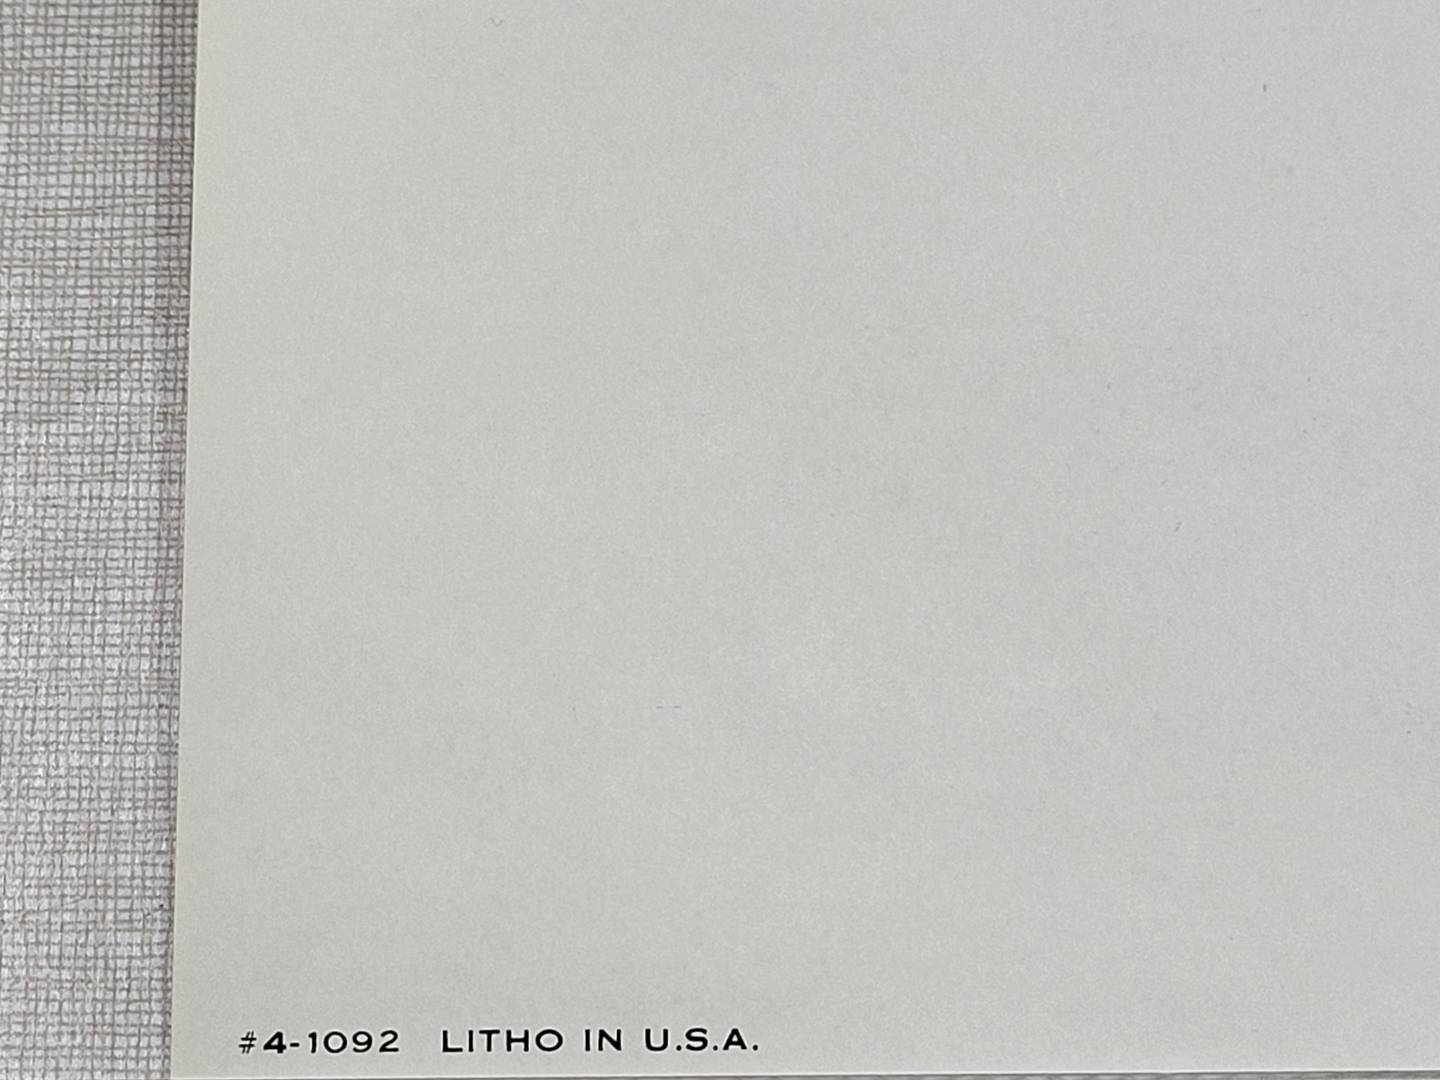 #4-1092 LITHO IN U.S.A.